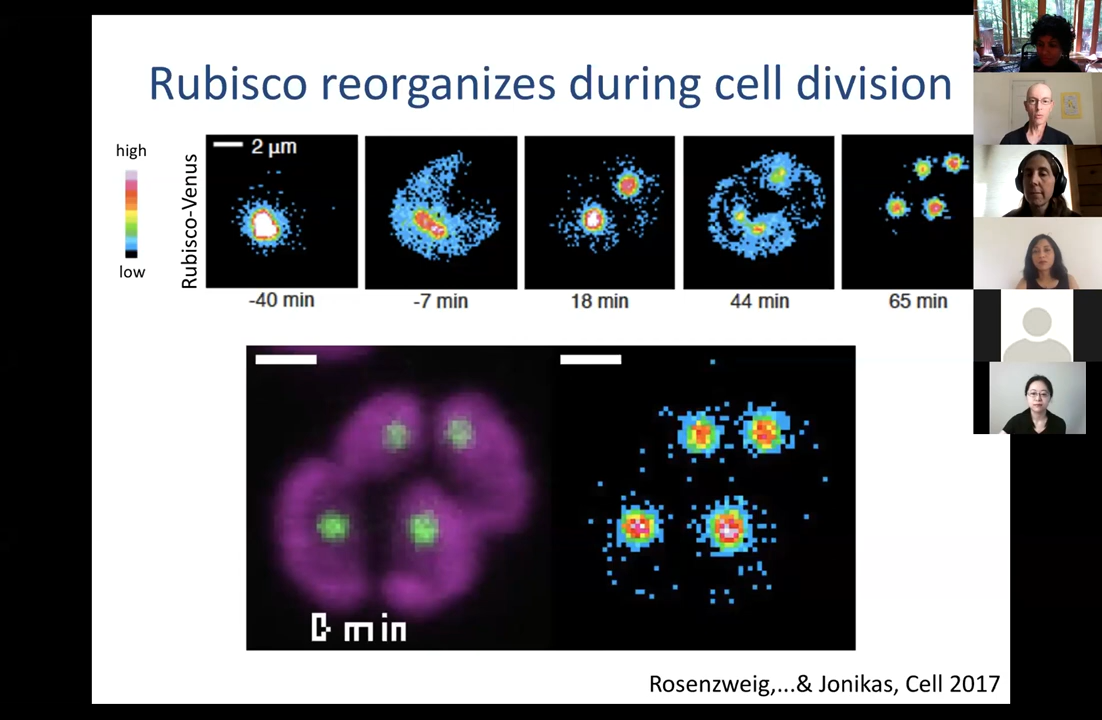 Rubisco reorganizes during cell division
high
low
Rubisco-Venus
2 μm
-40 min
-7 min
18 min
44 min
65 min
min
Rosenzweig,...& Jonikas, Cell 2017